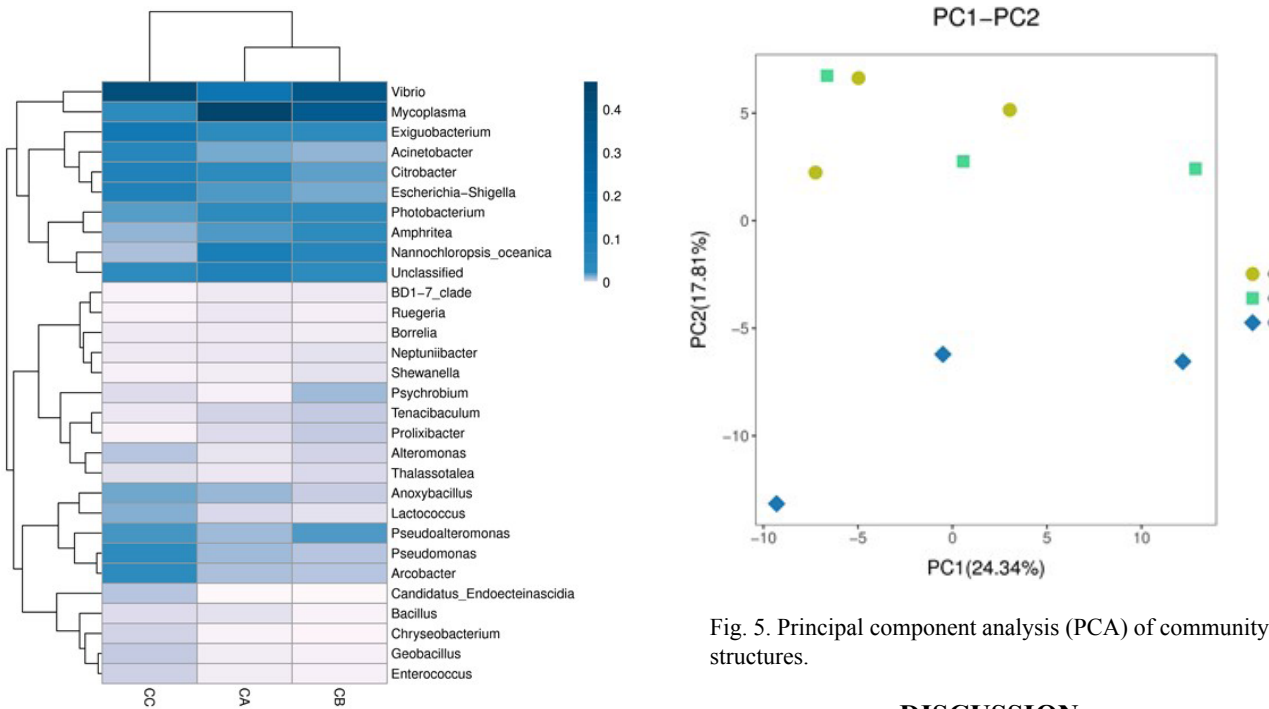 Vibrio
Mycoplasma
Exiguobacterium
Acinetobacter
Citrobacter
Escherichia−Shigella
Photobacterium
Amphritea
Nannochloropsis_oceanica
Unclassified
BD1−7_clade
Ruegeria
Borrelia
Neptuniibacter
Shewanella
Psychrobium
Tenacibaculum
Prolixibacter
Alteromonas
Thalassotalea
Anoxybacillus
Lactococcus
Pseudoalteromonas
Pseudomonas
Arcobacter
Candidatus_Endoecteinascidia
Bacillus
Chryseobacterium
Geobacillus
Enterococcus
CC CA CB
0.4
0.3
0.2
0.1
0
PC1−PC2
5
0
−5
−10
PC2(17.81%)
−10 −5 0 5 10
PC1(24.34%)
Fig. 5. Principal component analysis (PCA) of community
structures.
DISCUSSION